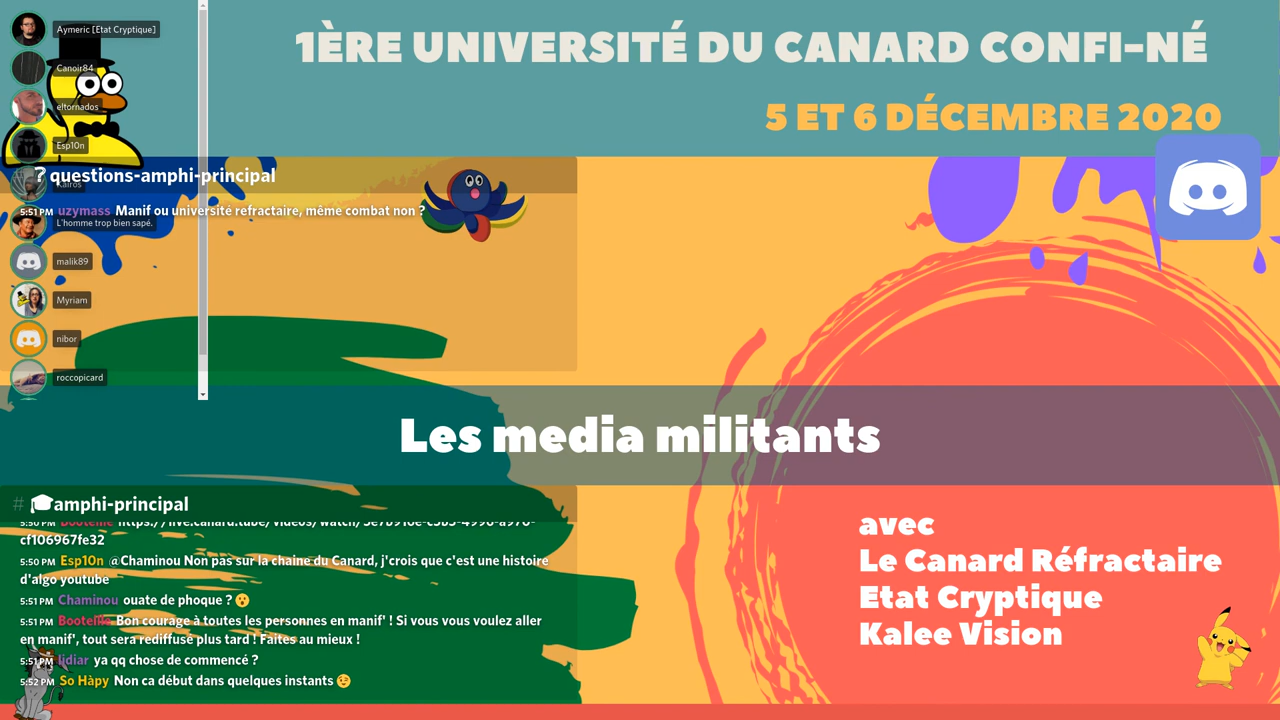 1ÈRE UNIVERSITÉ DU CANARD CONFI-NÉ
5 ET 6 DÉCEMBRE 2020
Aymeric [Etat Cryptique]
Canoir84
eltornados
Esp10n
Kairos
L'homme trop bien sapé.
malik89
Myriam
nibor
roccopicard
? questions-amphi-principal
5:51 PM uzymass Manif ou université refractaire, même combat non ?
Les media militants
# 🎓amphi-principal
5:50 PM Booteille
cf106967fe32
5:50 PM Esp10n @Chaminou Non pas sur la chaine du Canard, j'crois que c'est une histoire
d'algo youtube
5:51 PM Chaminou ouate de phoque ? 😮
5:51 PM Booteille Bon courage à toutes les personnes en manif' ! Si vous vous voulez aller
en manif', tout sera rediffusé plus tard ! Faites au mieux !
5:51 PM lidiar ya qq chose de commencé ?
5:52 PM So Hàpy Non ca début dans quelques instants 😉
avec
Le Canard Réfractaire
Etat Cryptique
Kalee Vision